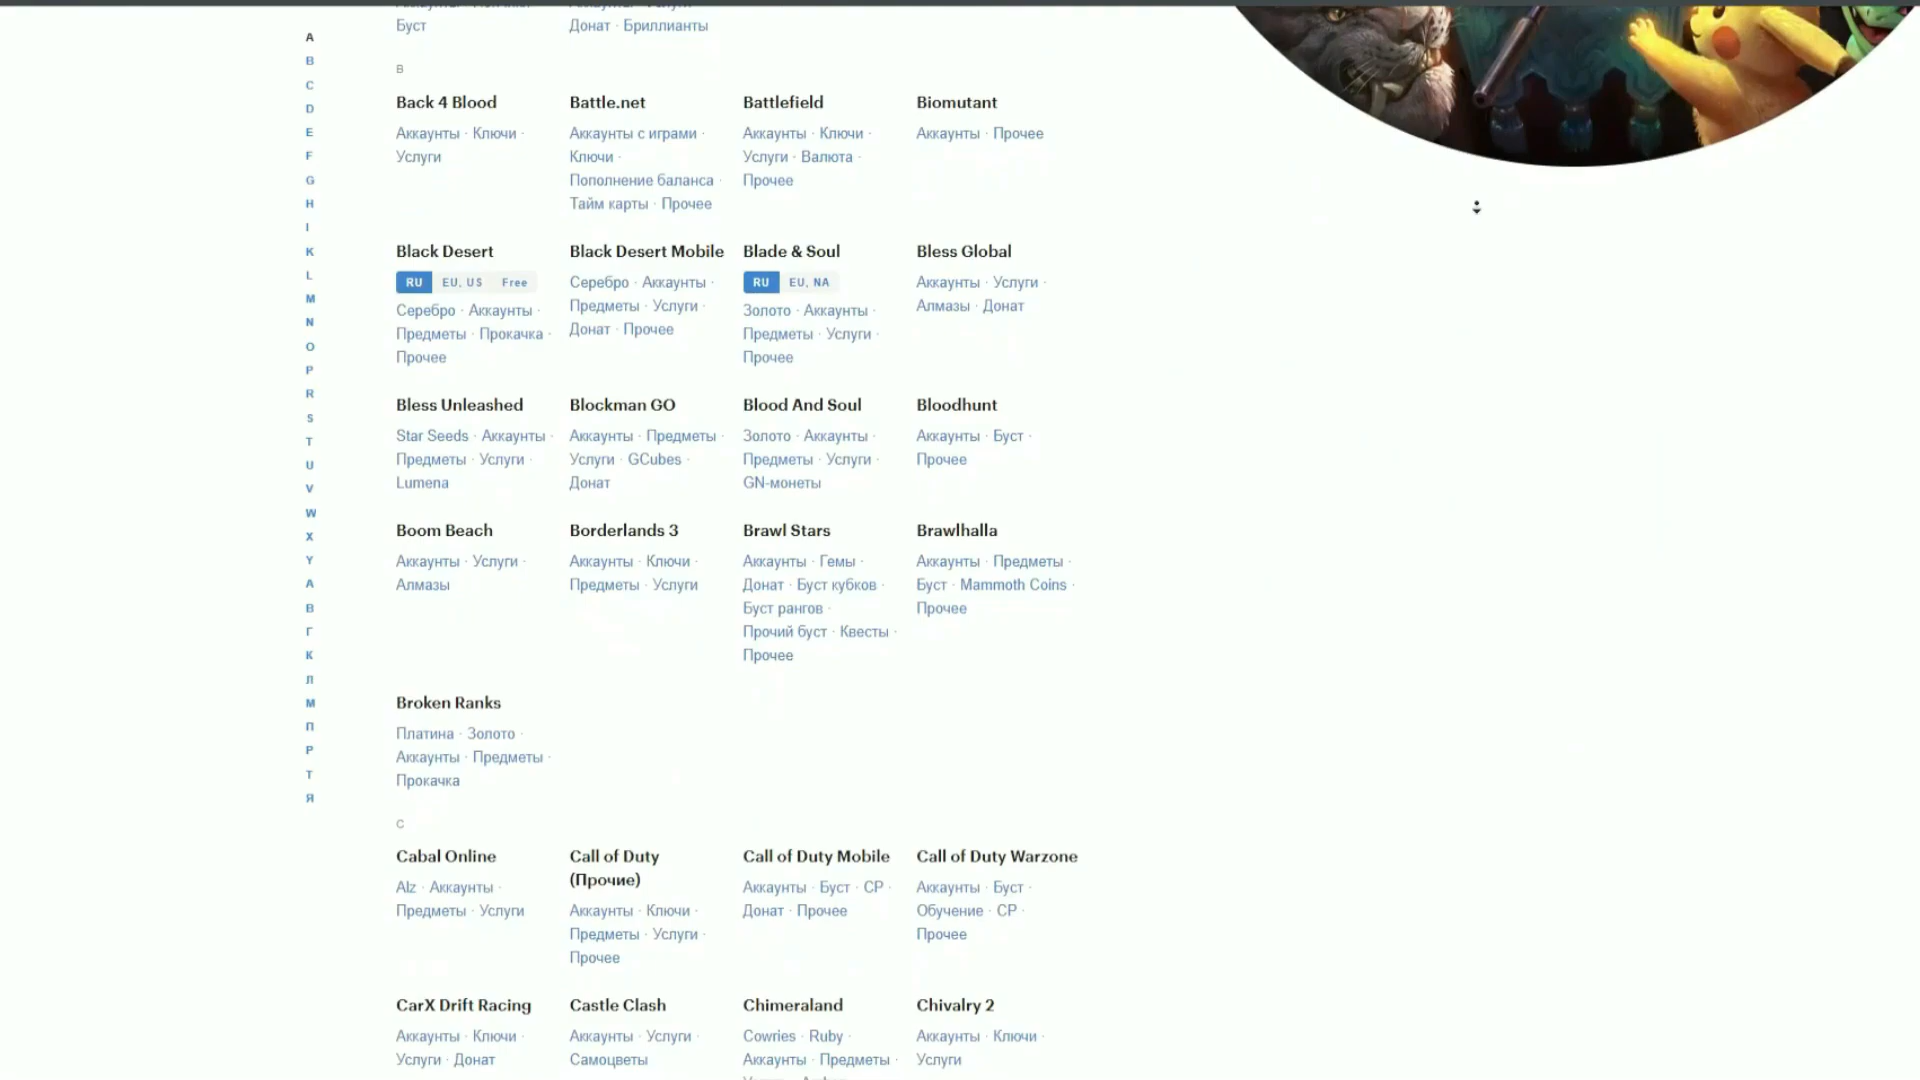 Буст
Донат · Бриллианты
A
B
C
D
E
F
G
H
I
K
L
M
N
O
P
R
S
T
U
V
W
X
Y
А
В
Г
К
Л
М
П
Р
Т
Я
B
Back 4 Blood
Аккаунты · Ключи ·
Услуги
Battle.net
Аккаунты с играми ·
Ключи ·
Пополнение баланса ·
Тайм карты · Прочее
Battlefield
Аккаунты · Ключи ·
Услуги · Валюта ·
Прочее
Biomutant
Аккаунты · Прочее
Black Desert
RU EU, US Free
Серебро · Аккаунты ·
Предметы · Прокачка ·
Прочее
Black Desert Mobile
Серебро · Аккаунты ·
Предметы · Услуги ·
Донат · Прочее
Blade & Soul
RU EU, NA
Золото · Аккаунты ·
Предметы · Услуги ·
Прочее
Bless Global
Аккаунты · Услуги ·
Алмазы · Донат
Bless Unleashed
Star Seeds · Аккаунты ·
Предметы · Услуги ·
Lumena
Blockman GO
Аккаунты · Предметы ·
Услуги · GCubes ·
Донат
Blood And Soul
Золото · Аккаунты ·
Предметы · Услуги ·
GN-монеты
Bloodhunt
Аккаунты · Буст ·
Прочее
Boom Beach
Аккаунты · Услуги ·
Алмазы
Borderlands 3
Аккаунты · Ключи ·
Предметы · Услуги
Brawl Stars
Аккаунты · Гемы ·
Донат · Буст кубков ·
Буст рангов ·
Прочий буст · Квесты ·
Прочее
Brawlhalla
Аккаунты · Предметы ·
Буст · Mammoth Coins ·
Прочее
Broken Ranks
Платина · Золото ·
Аккаунты · Предметы ·
Прокачка
C
Cabal Online
Alz · Аккаунты ·
Предметы · Услуги
Call of Duty
(Прочие)
Аккаунты · Ключи ·
Предметы · Услуги ·
Прочее
Call of Duty Mobile
Аккаунты · Буст · CP ·
Донат · Прочее
Call of Duty Warzone
Аккаунты · Буст ·
Обучение · CP ·
Прочее
CarX Drift Racing
Аккаунты · Ключи ·
Услуги · Донат
Castle Clash
Аккаунты · Услуги ·
Самоцветы
Chimeraland
Cowries · Ruby ·
Аккаунты · Предметы ·
Chivalry 2
Аккаунты · Ключи ·
Услуги